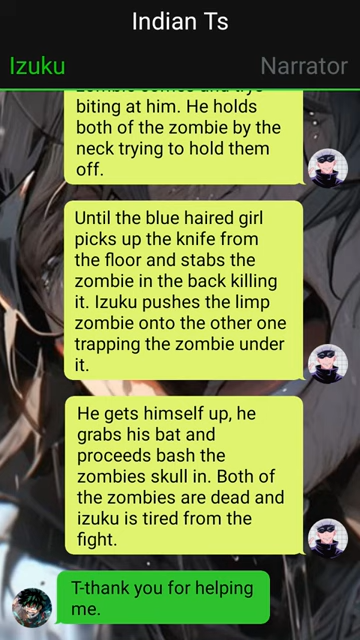 Indian Ts
Izuku
Narrator
zombie comes and trys
biting at him. He holds
both of the zombie by the
neck trying to hold them
off.
Until the blue haired girl
picks up the knife from
the floor and stabs the
zombie in the back killing
it. Izuku pushes the limp
zombie onto the other one
trapping the zombie under
it.
He gets himself up, he
grabs his bat and
proceeds bash the
zombies skull in. Both of
the zombies are dead and
izuku is tired from the
fight.
T-thank you for helping
me.